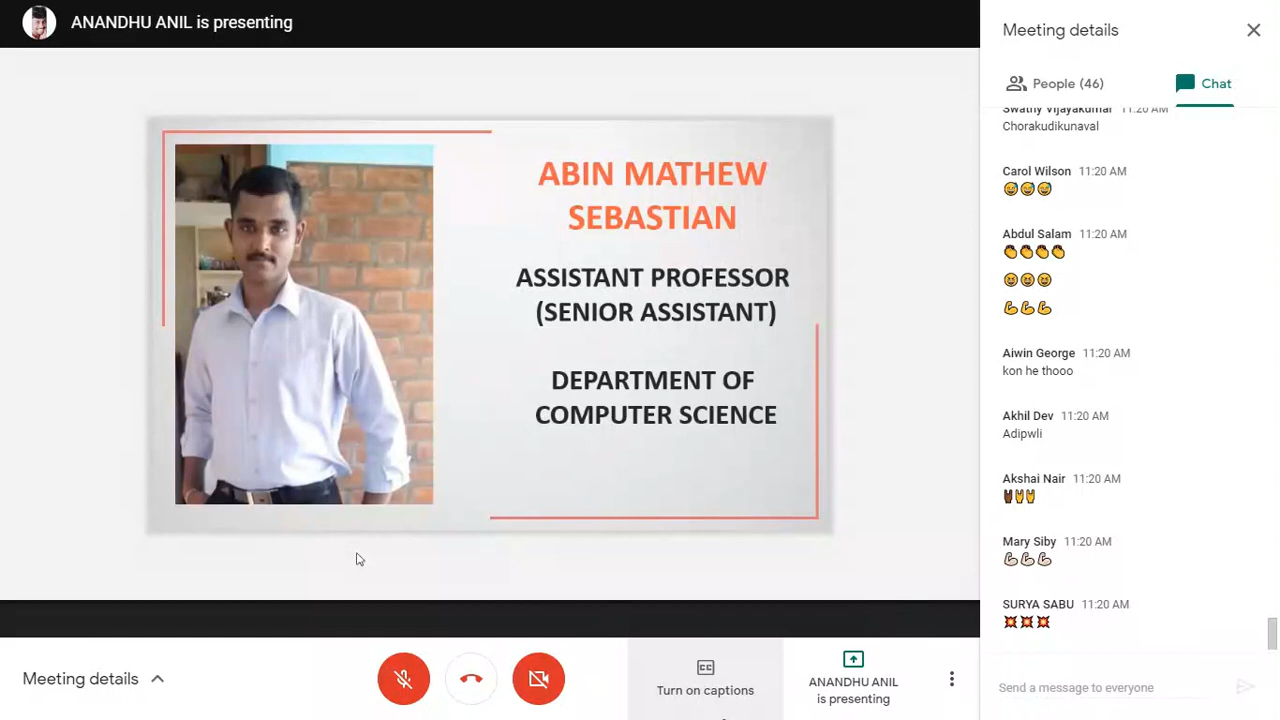 ANANDHU ANIL is presenting
ABIN MATHEW
SEBASTIAN
ASSISTANT PROFESSOR
(SENIOR ASSISTANT)
DEPARTMENT OF
COMPUTER SCIENCE
Meeting details
People (46)
Chat
Swathy Vijayakumar 11:20 AM
Chorakudikunaval
Carol Wilson 11:20 AM
Abdul Salam 11:20 AM
Aiwin George 11:20 AM
kon he thooo
Akhil Dev 11:20 AM
Adipwli
Akshai Nair 11:20 AM
Mary Siby 11:20 AM
SURYA SABU 11:20 AM
Send a message to everyone
Meeting details
Turn on captions
ANANDHU ANIL
is presenting